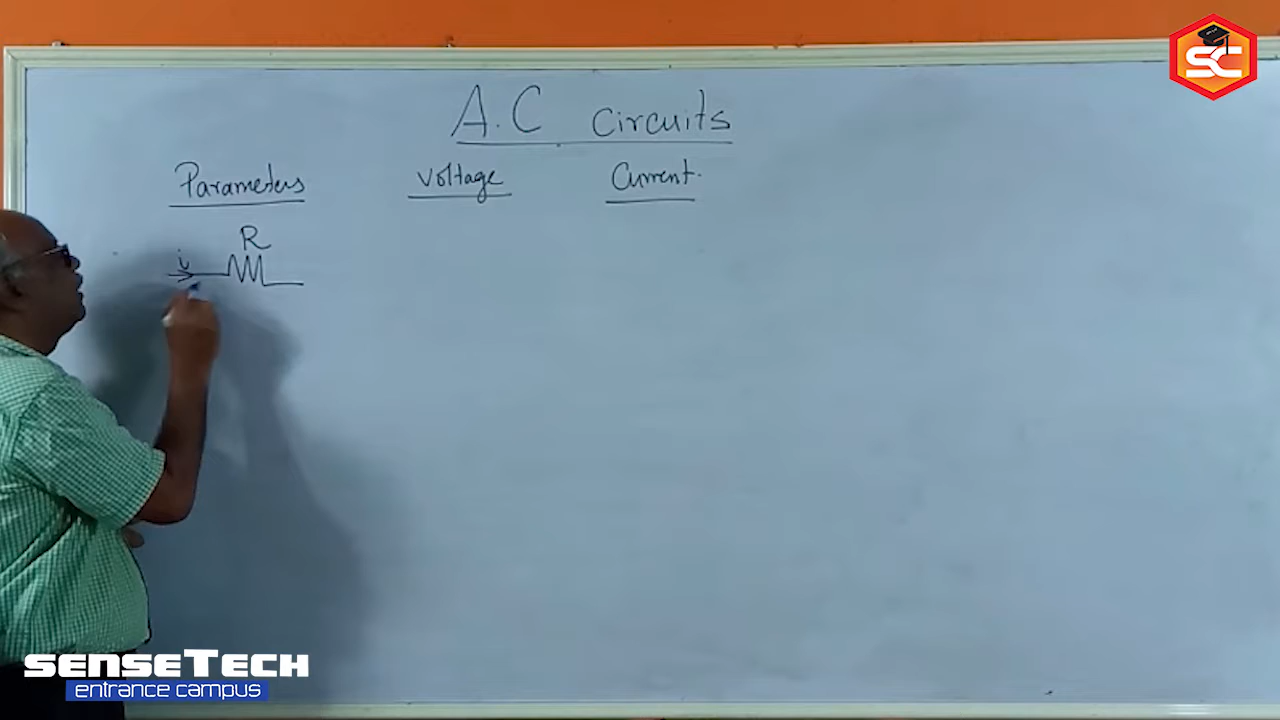 SC
A.C circuits
Parameters voltage Current.
R
i
senseTech
entrance campus